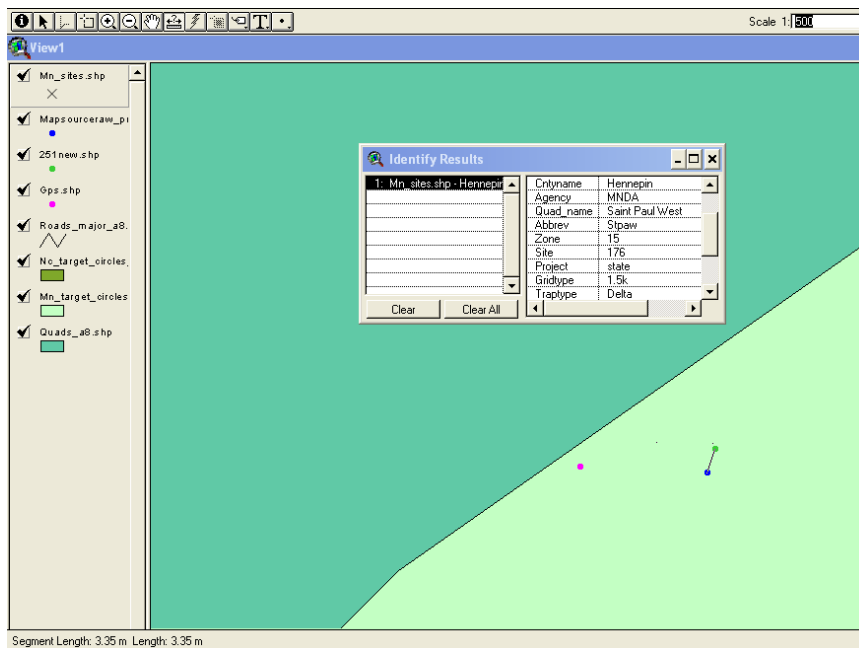 Scale 1: 500
View1
Mn_sites.shp
Mapsourceraw_pr
251new.shp
Gps.shp
Roads_major_a8.
Nc_target_circles_
Mn_target_circles
Quads_a8.shp
Identify Results
1: Mn_sites.shp - Hennepin
Cntyname Hennepin
Agency MNDA
Quad_name Saint Paul West
Abbrev Stpaw
Zone 15
Site 176
Project state
Gridtype 1.5k
Traptype Delta
Clear Clear All
Segment Length: 3.35 m Length: 3.35 m